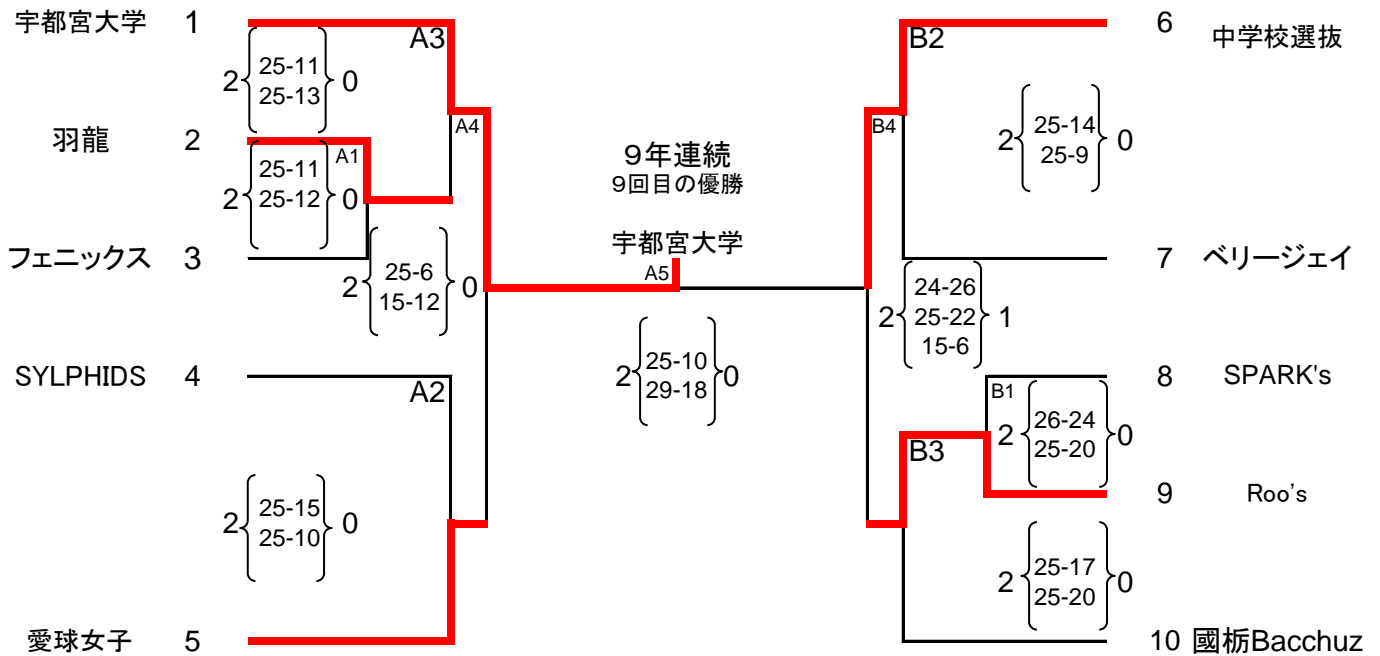 宇都宮大学 1
A3
2 25-11 0
25-13
羽龍 2
A1
A4
2 25-11 0
25-12
フェニックス 3
2 25-6 0
15-12
SYLPHIDS 4
A2
2 25-15 0
25-10
愛球女子 5
9年連続
9回目の優勝
宇都宮大学
A5
2 25-10 0
29-18
6 中学校選抜
B2
2 25-14 0
25-9
B4
7 ベリージェイ
2 24-26 1
25-22
15-6
8 SPARK's
B1
2 26-24 0
25-20
B3
9 Roo's
2 25-17 0
25-20
10 國栃Bacchuz